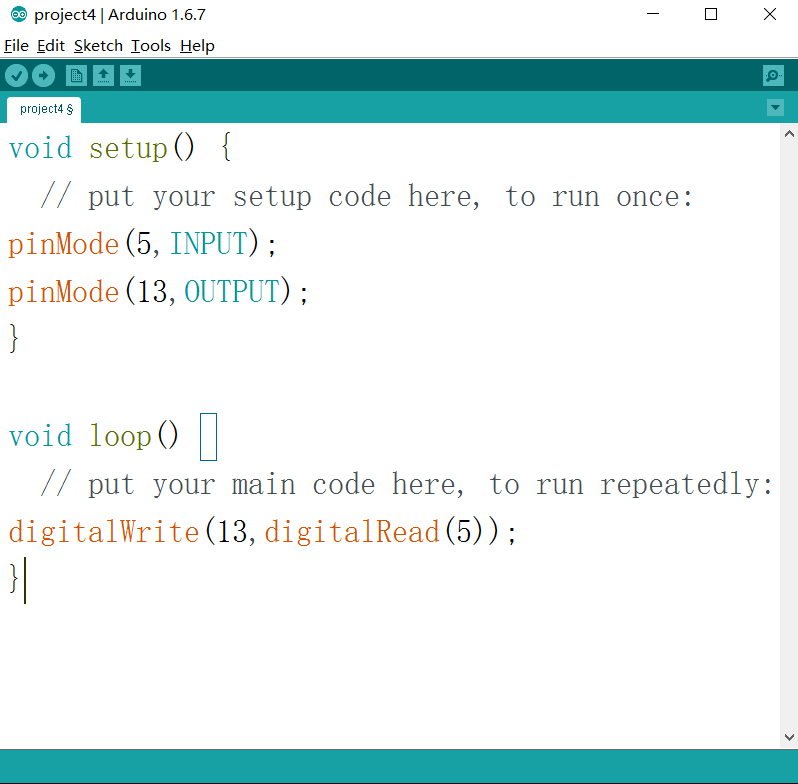 project4 | Arduino 1.6.7
File Edit Sketch Tools Help
project4 §
void setup() {
// put your setup code here, to run once:
pinMode(5,INPUT);
pinMode(13,OUTPUT);
}
void loop()
// put your main code here, to run repeatedly:
digitalWrite(13,digitalRead(5));
}